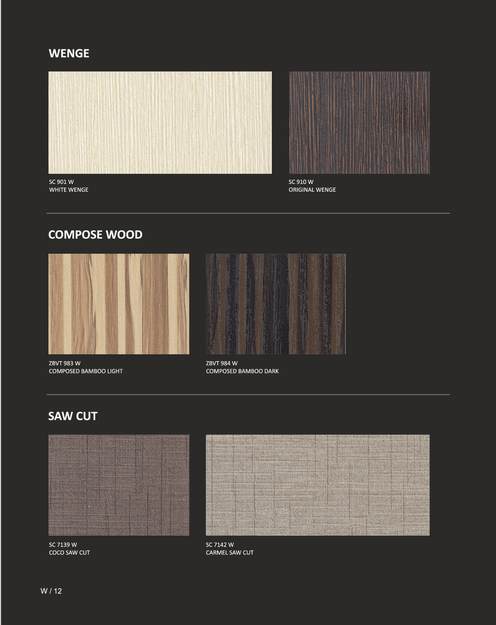 WENGE
SC 901 W
WHITE WENGE
SC 910 W
ORIGINAL WENGE
COMPOSE WOOD
ZBVT 983 W
COMPOSED BAMBOO LIGHT
ZBVT 984 W
COMPOSED BAMBOO DARK
SAW CUT
SC 7139 W
COCO SAW CUT
SC 7142 W
CARMEL SAW CUT
W / 12